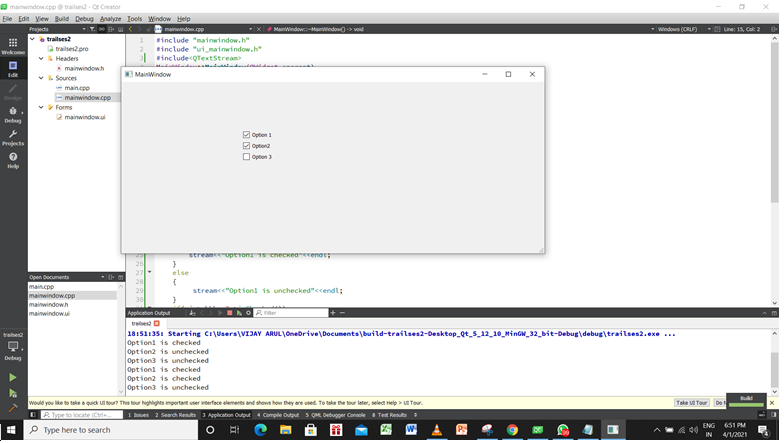 mainwindow.cpp @ trailses2 - Qt Creator
File Edit View Build Debug Analyze Tools Window Help
Projects
mainwindow.cpp
MainWindow::~MainWindow() -> void
Windows (CRLF)
Line: 15, Col: 2
Welcome
Edit
Design
Debug
Projects
Help
trailses2
trailses2.pro
Headers
mainwindow.h
Sources
main.cpp
mainwindow.cpp
Forms
mainwindow.ui
1 #include "mainwindow.h"
2 #include "ui_mainwindow.h"
3 #include<QTextStream>
MainWindow
Option 1
Option2
Option 3
stream<<"Option1 is checked"<<endl;
26 }
27 else
28 {
29 stream<<"Option1 is unchecked"<<endl;
30 }
Open Documents
main.cpp
mainwindow.cpp
mainwindow.h
mainwindow.ui
trailses2
Debug
Application Output
Filter
trailses2
18:51:35: Starting C:\Users\VIJAY ARUL\OneDrive\Documents\build-trailses2-Desktop_Qt_5_12_10_MinGW_32_bit-Debug\debug\trailses2.exe ...
Option1 is checked
Option2 is unchecked
Option3 is unchecked
Option1 is checked
Option2 is checked
Option3 is unchecked
Would you like to take a quick UI tour? This tour highlights important user interface elements and shows how they are used. To take the tour later, select Help > UI Tour.
Take UI Tour
Build
Type to locate (Ctrl+...
1 Issues 2 Search Results 3 Application Output 4 Compile Output 5 QML Debugger Console 8 Test Results
Type here to search
ENG
IN
6:51 PM
4/1/2021